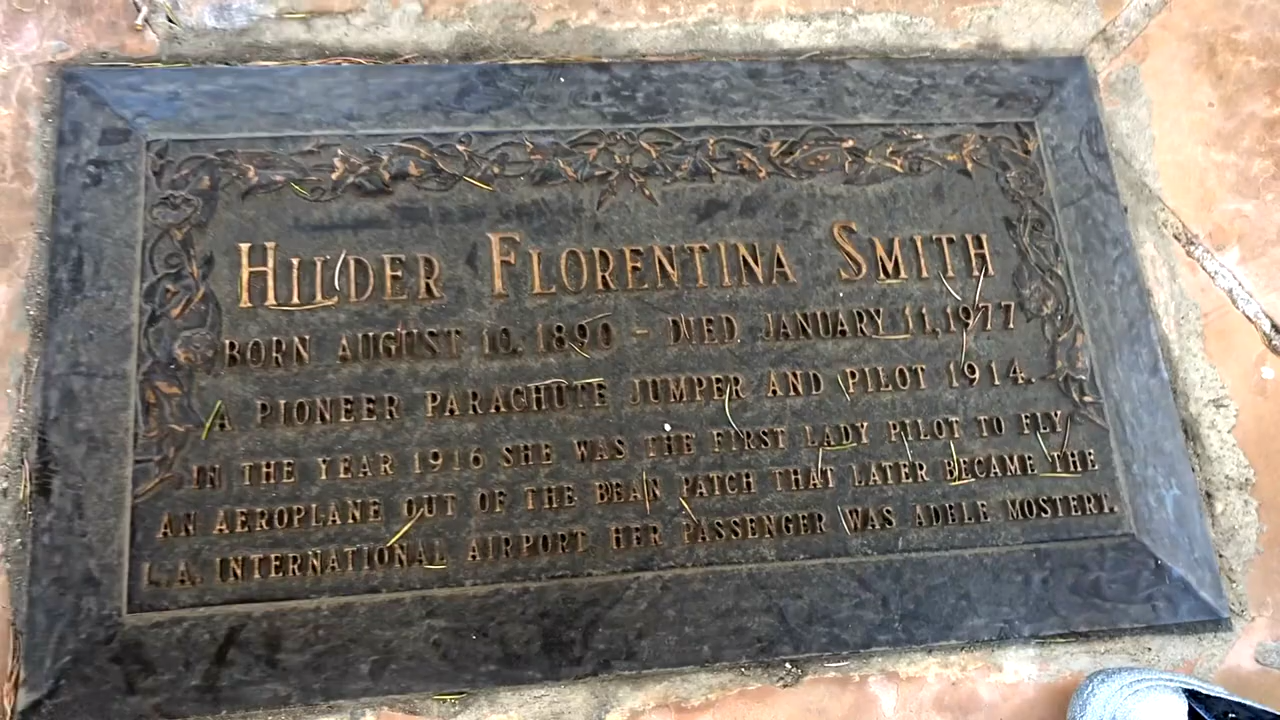 HILDER FLORENTINA SMITH
BORN AUGUST 10, 1890 - DIED JANUARY 11, 1977
A PIONEER PARACHUTE JUMPER AND PILOT 1914.
IN THE YEAR 1916 SHE WAS THE FIRST LADY PILOT TO FLY
AN AEROPLANE OUT OF THE BEAN PATCH THAT LATER BECAME THE
L.A. INTERNATIONAL AIRPORT. HER PASSENGER WAS ADELE MOSTERT.